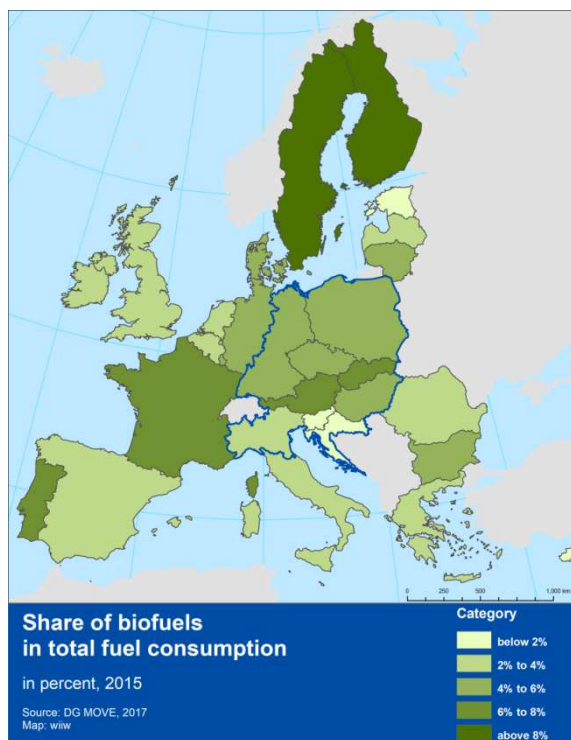 0 250 500 1,000 km
Share of biofuels
in total fuel consumption
in percent, 2015
Source: DG MOVE, 2017
Map: wiiw
Category
below 2%
2% to 4%
4% to 6%
6% to 8%
above 8%